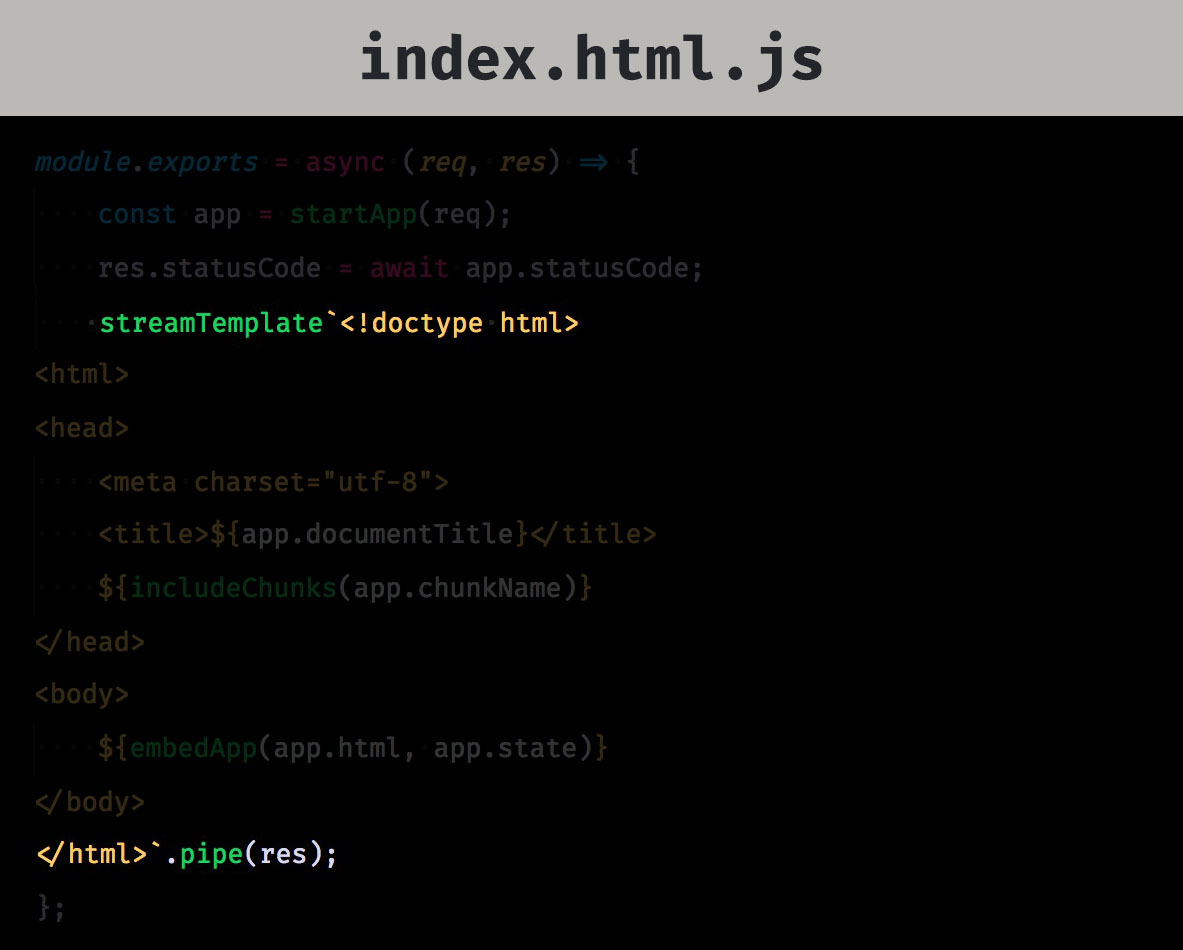 index.html.js
module.exports = async (req, res) => {
    const app = startApp(req);
    res.statusCode = await app.statusCode;
    streamTemplate`<!doctype html>
<html>
<head>
    <meta charset="utf-8">
    <title>${app.documentTitle}</title>
    ${includeChunks(app.chunkName)}
</head>
<body>
    ${embedApp(app.html, app.state)}
</body>
</html>`.pipe(res);
};